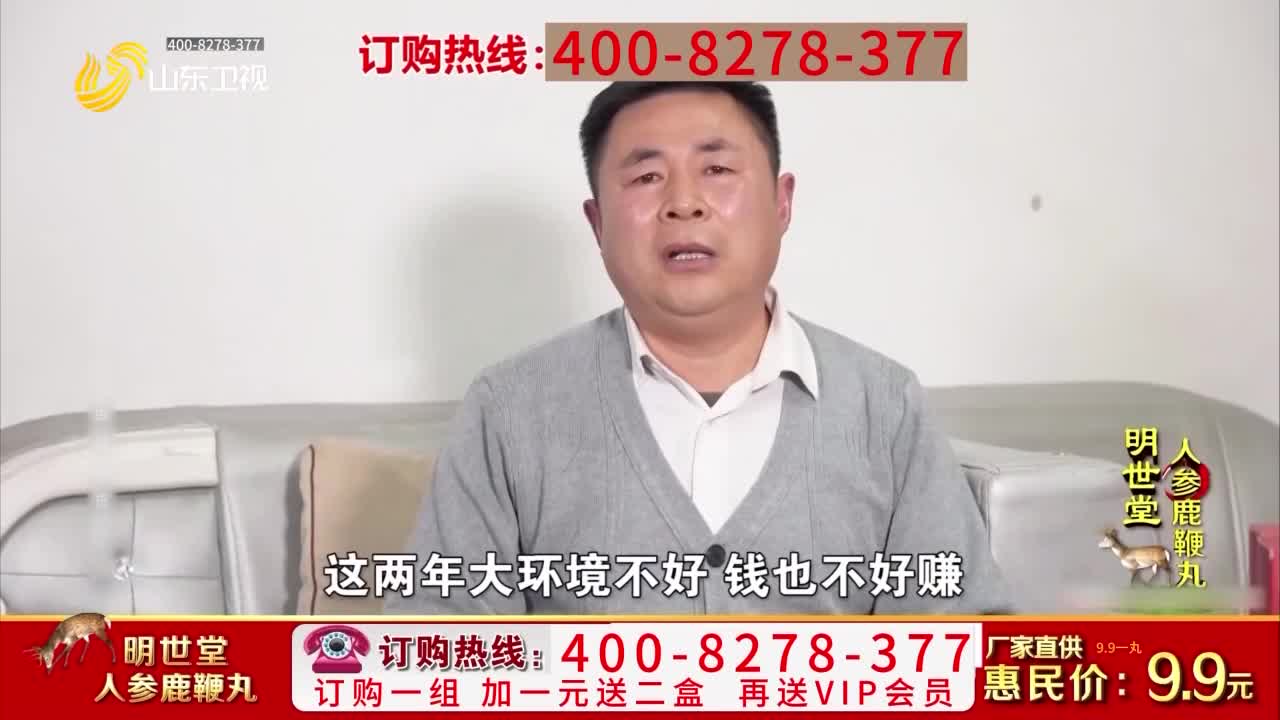 400-8278-377
山东卫视
订购热线：400-8278-377
明世堂
人参鹿鞭丸
这两年大环境不好 钱也不好赚
明世堂
人参鹿鞭丸
订购热线：400-8278-377
订购一组 加一元送二盒 再送VIP会员
厂家直供 9.9一丸
惠民价：9.9元